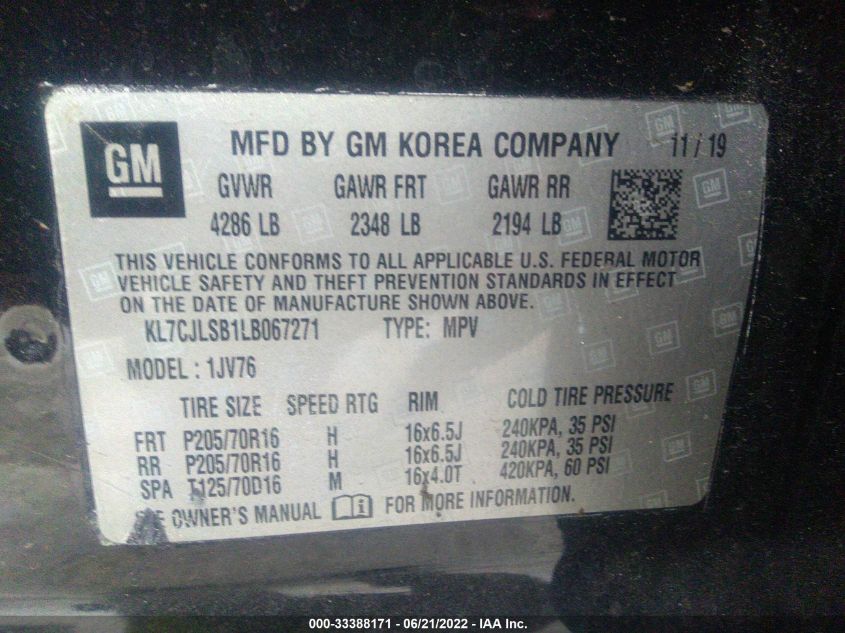 GM MFD BY GM KOREA COMPANY 11/19
GVWR GAWR FRT GAWR RR
4286 LB 2348 LB 2194 LB
THIS VEHICLE CONFORMS TO ALL APPLICABLE U.S. FEDERAL MOTOR
VEHICLE SAFETY AND THEFT PREVENTION STANDARDS IN EFFECT
ON THE DATE OF MANUFACTURE SHOWN ABOVE.
KL7CJLSB1LB067271 TYPE: MPV
MODEL : 1JV76
TIRE SIZE SPEED RTG RIM COLD TIRE PRESSURE
FRT P205/70R16 H 16x6.5J 240KPA, 35 PSI
RR P205/70R16 H 16x6.5J 240KPA, 35 PSI
SPA T125/70D16 M 16x4.0T 420KPA, 60 PSI
SEE OWNER'S MANUAL FOR MORE INFORMATION.
000-33388171 - 06/21/2022 - IAA Inc.